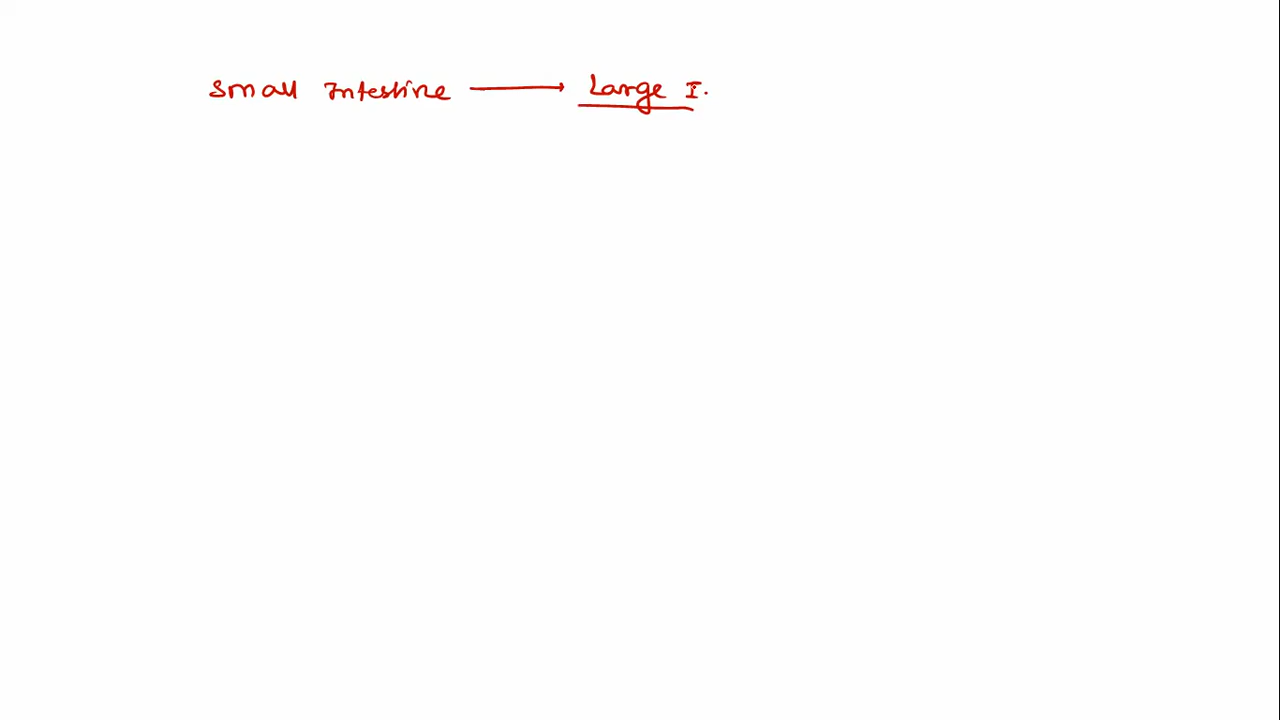 Small Intestine → Large I.